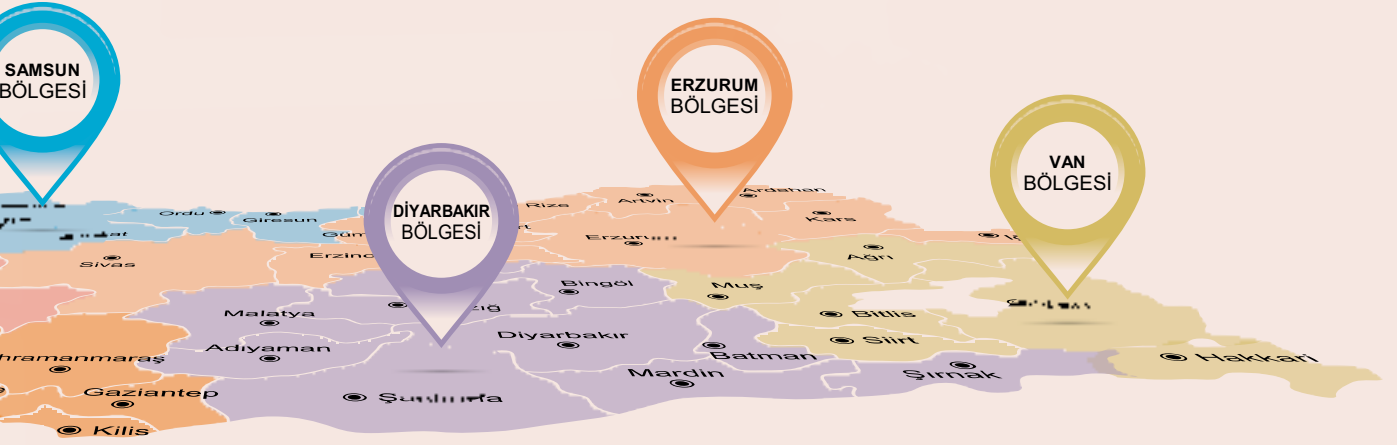 SAMSUN
BÖLGESİ
ERZURUM
BÖLGESİ
VAN
BÖLGESİ
DİYARBAKIR
BÖLGESİ
Ordu
Giresun
Rize
Artvin
Ardahan
Kars
Sivas
Ağrı
Bingöl
Muş
Malatya
Bitlis
Diyarbakır
Siirt
Adıyaman
Batman
Hakkari
Mardin
Şırnak
Gaziantep
Kilis